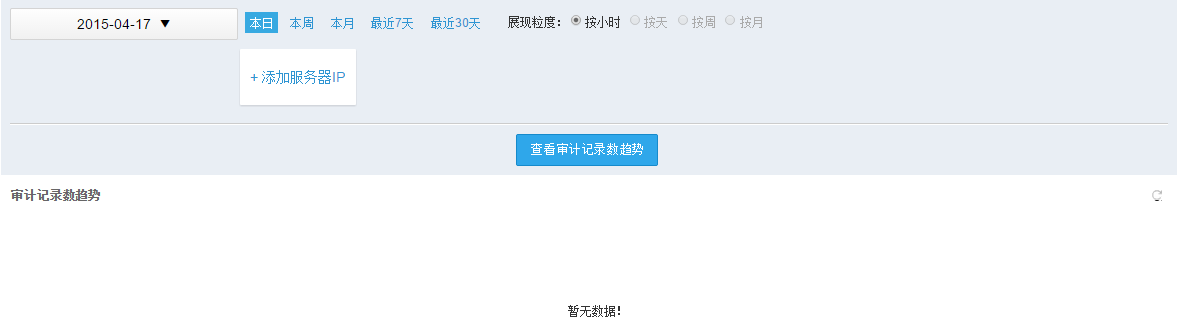 2015-04-17 ▼ 本日 本周 本月 最近7天 最近30天 展现粒度: 按小时 按天 按周 按月
+ 添加服务器IP
查看审计记录数趋势
审计记录数趋势
暂无数据!